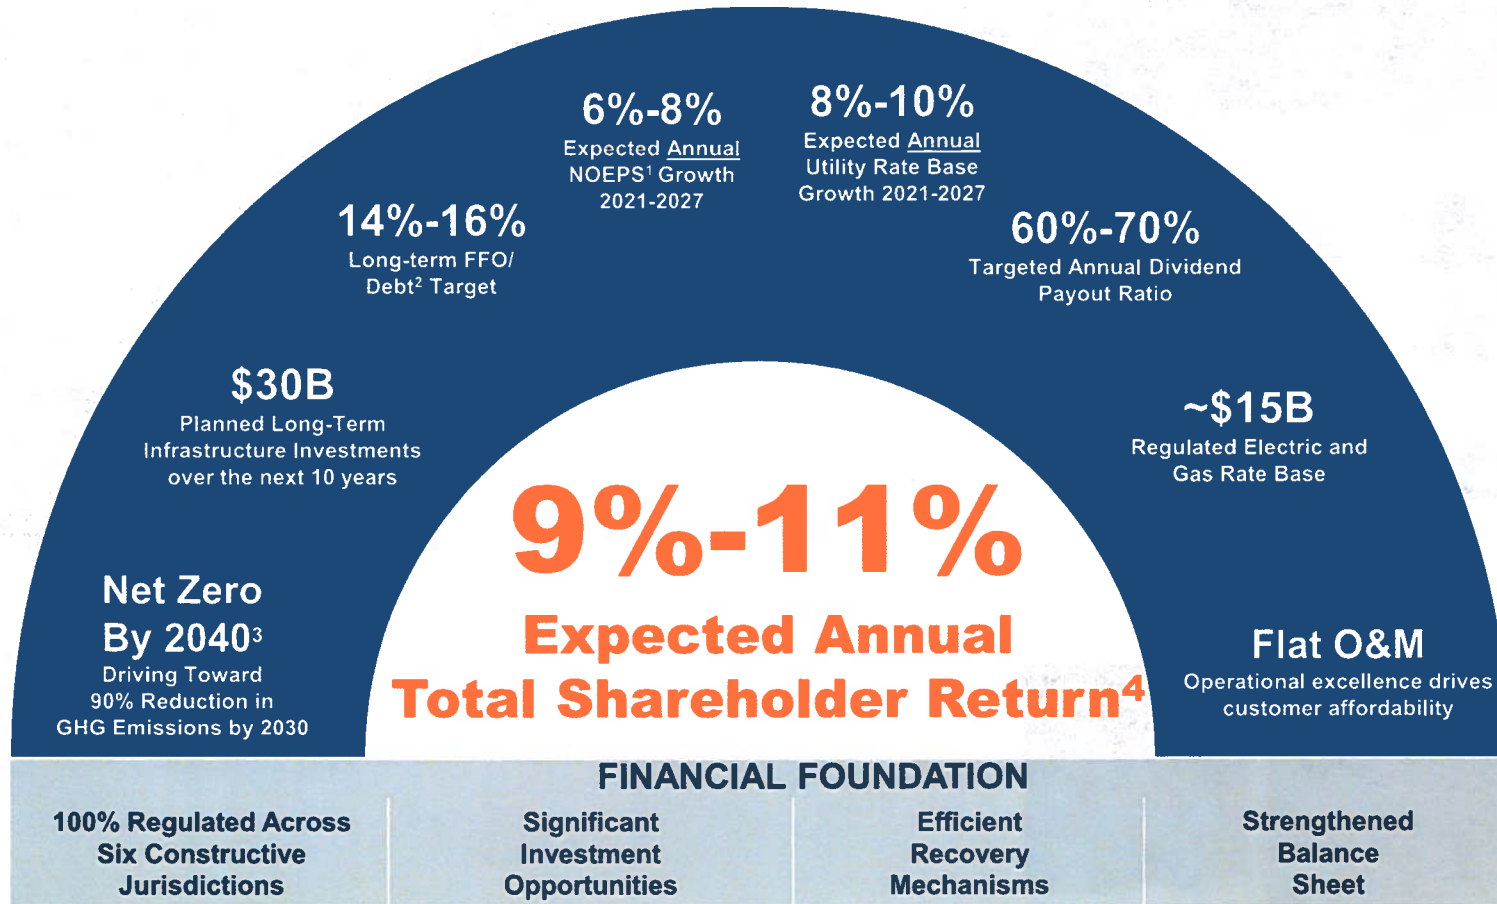 6%-8%
Expected Annual
NOEPS¹ Growth
2021-2027
8%-10%
Expected Annual
Utility Rate Base
Growth 2021-2027
14%-16%
Long-term FFO/
Debt² Target
60%-70%
Targeted Annual Dividend
Payout Ratio
$30B
Planned Long-Term
Infrastructure Investments
over the next 10 years
~$15B
Regulated Electric and
Gas Rate Base
9%-11%
Expected Annual
Total Shareholder Return⁴
Net Zero
By 2040³
Driving Toward
90% Reduction in
GHG Emissions by 2030
Flat O&M
Operational excellence drives
customer affordability
FINANCIAL FOUNDATION
100% Regulated Across
Six Constructive
Jurisdictions
Significant
Investment
Opportunities
Efficient
Recovery
Mechanisms
Strengthened
Balance
Sheet